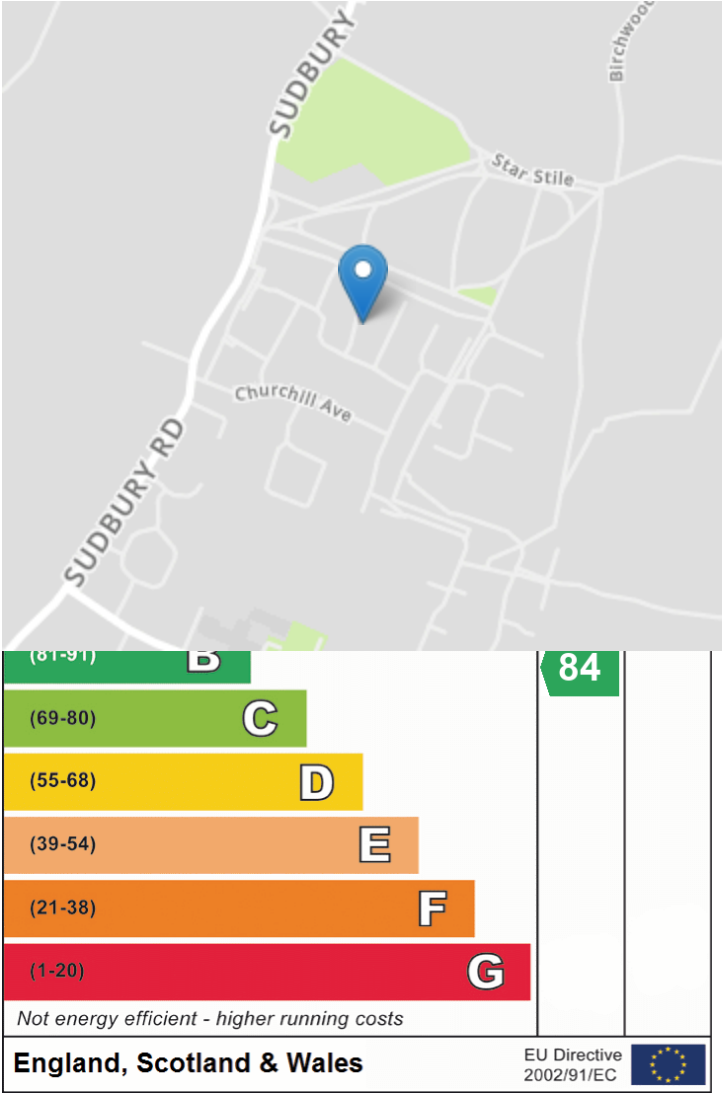 SUDBURY
Star Stile
Churchill Ave
SUDBURY RD
(81-91) B 84
(69-80) C
(55-68) D
(39-54) E
(21-38) F
(1-20) G
Not energy efficient - higher running costs
England, Scotland & Wales
EU Directive
2002/91/EC